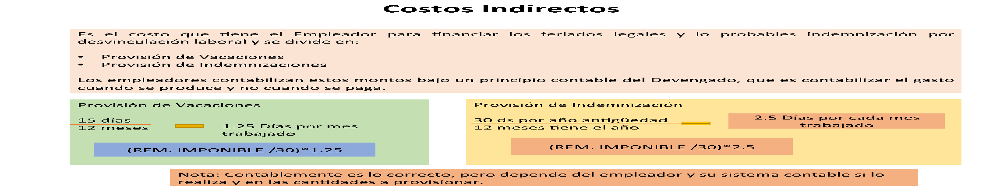 Costos Indirectos
Es el costo que tiene el Empleador para financiar los feriados legales y lo probables indemnización por
desvinculación laboral y se divide en:
• Provisión de Vacaciones
• Provisión de Indemnizaciones
Los empleadores contabilizan estos montos bajo un principio contable del Devengado, que es contabilizar el gasto
cuando se produce y no cuando se paga.
Provisión de Vacaciones
15 días
12 meses
1.25 Días por mes
trabajado
(REM. IMPONIBLE /30)*1.25
Provisión de Indemnización
30 ds por año antigüedad
12 meses tiene el año
2.5 Días por cada mes
trabajado
(REM. IMPONIBLE /30)*2.5
Nota: Contablemente es lo correcto, pero depende del empleador y su sistema contable si lo
realiza y en las cantidades a provisionar.